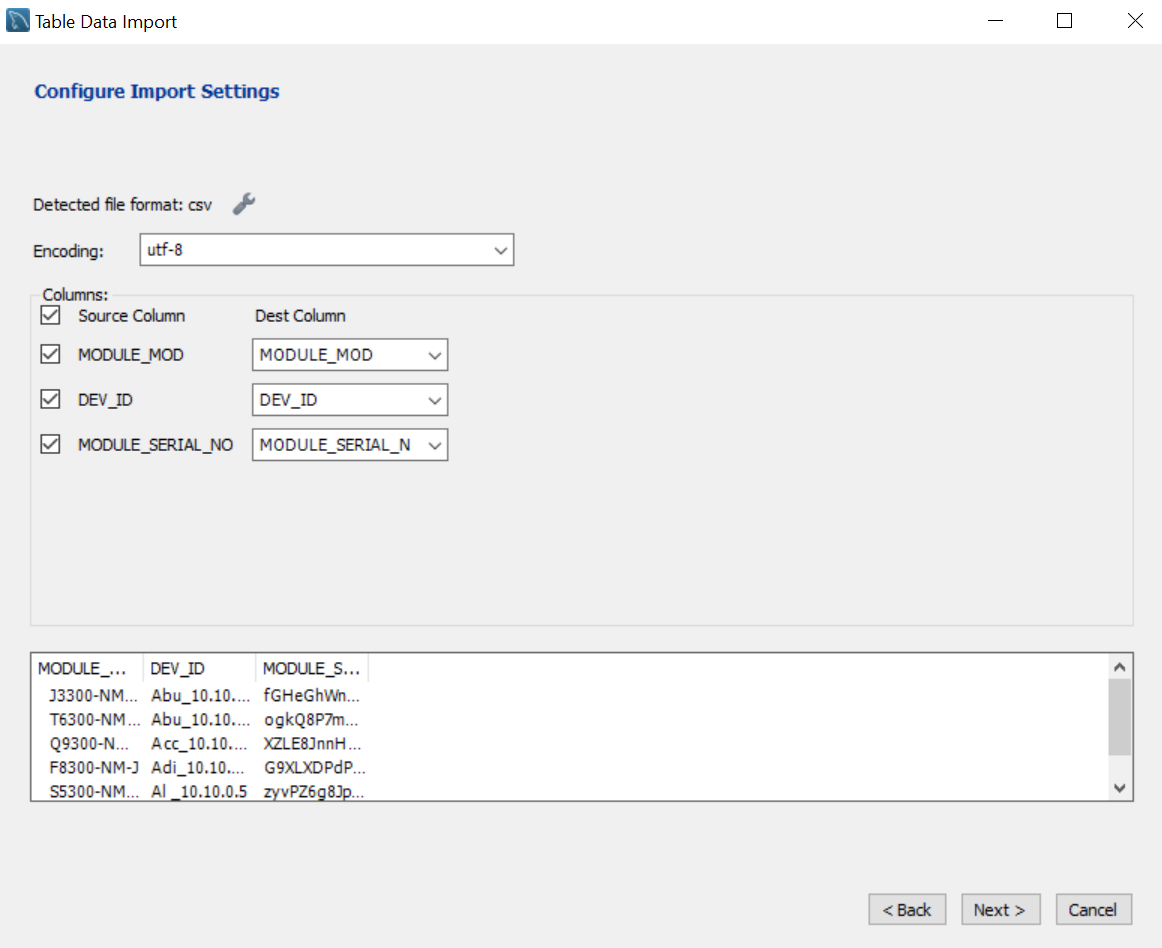 Table Data Import
Configure Import Settings
Detected file format: csv
Encoding: utf-8
Columns:
Source Column Dest Column
MODULE_MOD MODULE_MOD
DEV_ID DEV_ID
MODULE_SERIAL_NO MODULE_SERIAL_N
MODULE_... DEV_ID MODULE_S...
J3300-NM... Abu_10.10.... fGHeGhWn...
T6300-NM... Abu_10.10.... ogkQ8P7m...
Q9300-N... Acc_10.10.... XZLE8JnnH...
F8300-NM-J Adi_10.10.... G9XLXDPdP...
S5300-NM... Al _10.10.0.5 zyvPZ6g8Jp...
< Back Next > Cancel